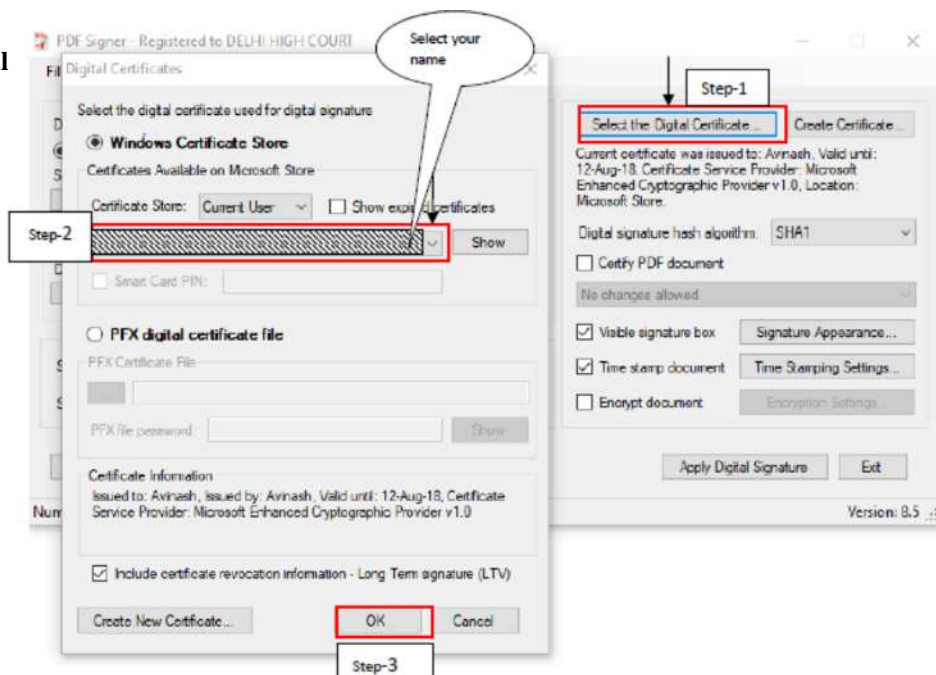 l
PDF Signer - Registered to DELHI HIGH COURT
Fil
Digital Certificates
Select your
name
Select the digital certificate used for digital signature
Windows Certificate Store
Certificates Available on Microsoft Store
Certificate Store: Current User Show expired certificates
Step-2
Show
Smart Card PIN:
PFX digital certificate file
PFX Certificate File
...
PFX file password Show
Certificate Information
Issued to: Avinash, Issued by: Avinash, Valid until: 12-Aug-18, Certificate
Service Provider: Microsoft Enhanced Cryptographic Provider v1.0
Include certificate revocation information - Long Term signature (LTV)
Create New Certificate... OK Cancel
Step-3
Step-1
Select the Digital Certificate... Create Certificate...
Current certificate was issued to: Avinash, Valid until:
12-Aug-18, Certificate Service Provider: Microsoft
Enhanced Cryptographic Provider v1.0, Location:
Microsoft Store.
Digital signature hash algorithm: SHA1
Certify PDF document
No changes allowed
Visible signature box Signature Appearance...
Time stamp document Time Stamping Settings...
Encrypt document Encryption Settings...
Apply Digital Signature Exit
Num
Version: 8.5